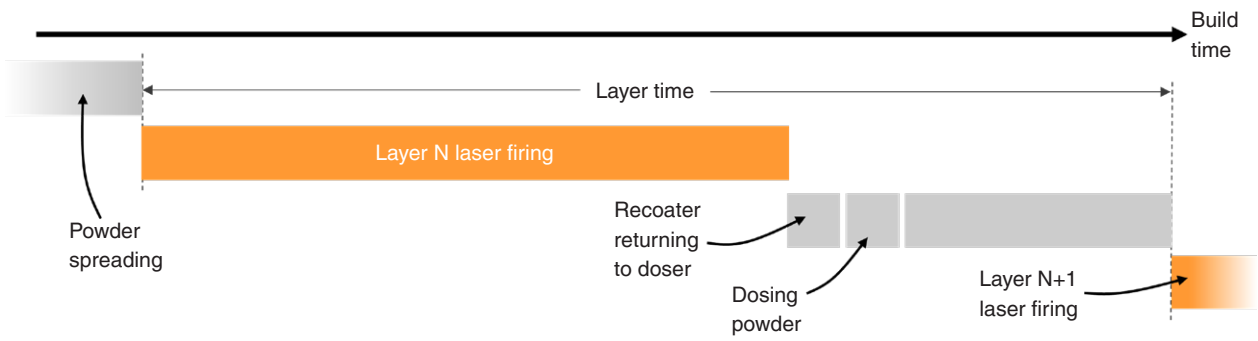 Build
time
Layer time
Layer N laser firing
Powder
spreading
Recoater
returning
to doser
Dosing
powder
Layer N+1
laser firing